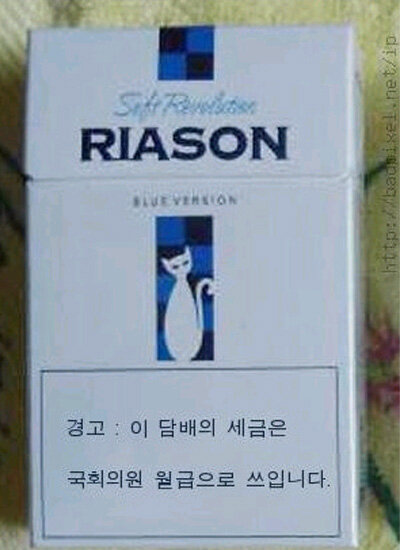 Soft Revolution
RIASON
BLUE VERSION
경고 : 이 담배의 세금은
국회의원 월급으로 쓰입니다.
http://badpixel.net/jp